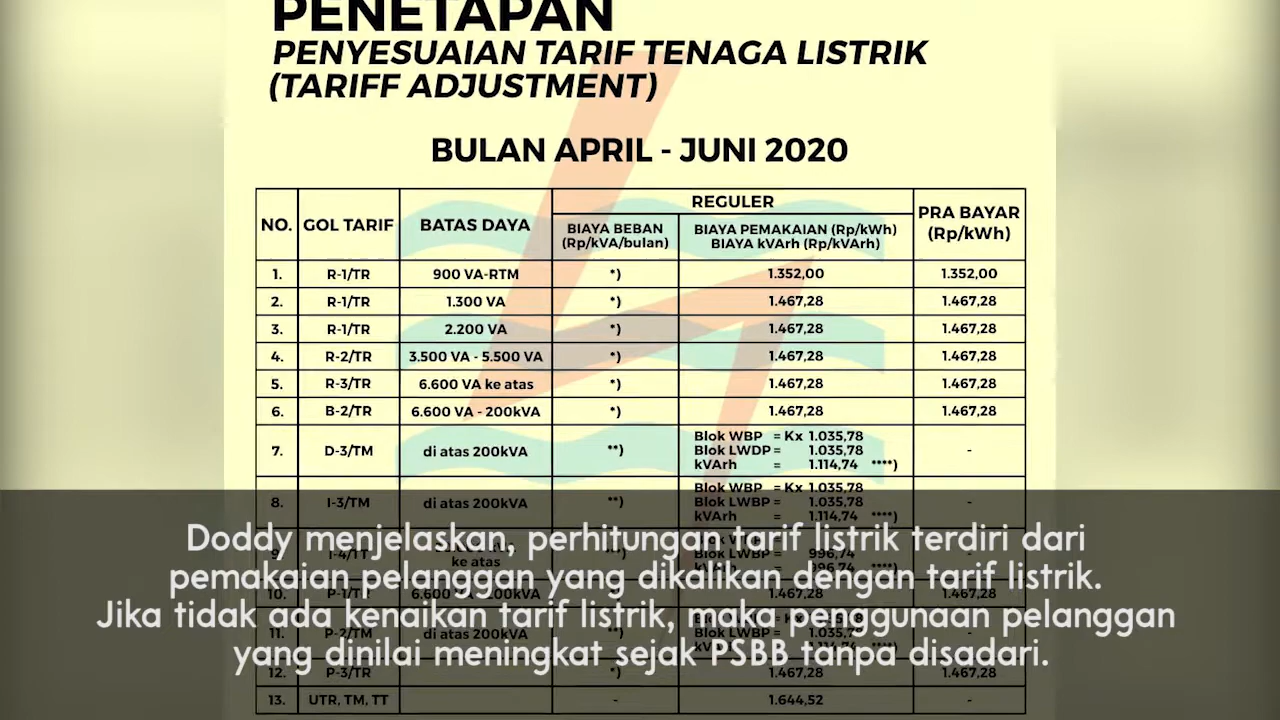 PENETAPAN
PENYESUAIAN TARIF TENAGA LISTRIK
(TARIFF ADJUSTMENT)
BULAN APRIL - JUNI 2020
NO. GOL TARIF BATAS DAYA REGULER PRA BAYAR (Rp/kWh)
BIAYA BEBAN (Rp/kVA/bulan) BIAYA PEMAKAIAN (Rp/kWh) BIAYA kVArh (Rp/kVArh)
1. R-1/TR 900 VA-RTM *) 1.352,00 1.352,00
2. R-1/TR 1.300 VA *) 1.467,28 1.467,28
3. R-1/TR 2.200 VA *) 1.467,28 1.467,28
4. R-2/TR 3.500 VA - 5.500 VA *) 1.467,28 1.467,28
5. R-3/TR 6.600 VA ke atas *) 1.467,28 1.467,28
6. B-2/TR 6.600 VA - 200kVA *) 1.467,28 1.467,28
Blok WBP = Kx 1.035,78
7. D-3/TM di atas 200kVA **) Blok LWDP = 1.035,78 -
kVArh = 1.114,74 ****)
Blok WBP = Kx 1.035,78
8. I-3/TM di atas 200kVA **) Blok LWBP = 1.035,78 -
kVArh = 1.114,74 ****)
Doddy menjelaskan, perhitungan tarif listrik terdiri dari
pemakaian pelanggan yang dikalikan dengan tarif listrik.
Jika tidak ada kenaikan tarif listrik, maka penggunaan pelanggan
yang dinilai meningkat sejak PSBB tanpa disadari.
I-4/TT ke atas Blok LWBP = 996,74
10. P-1/TR 6.600 VA - 200kVA 1.467,28 1.467,28
11. P-2/TM di atas 200kVA
12. P-3/TR *) 1.467,28 1.467,28
13. UTR, TM, TT - 1.644,52 -